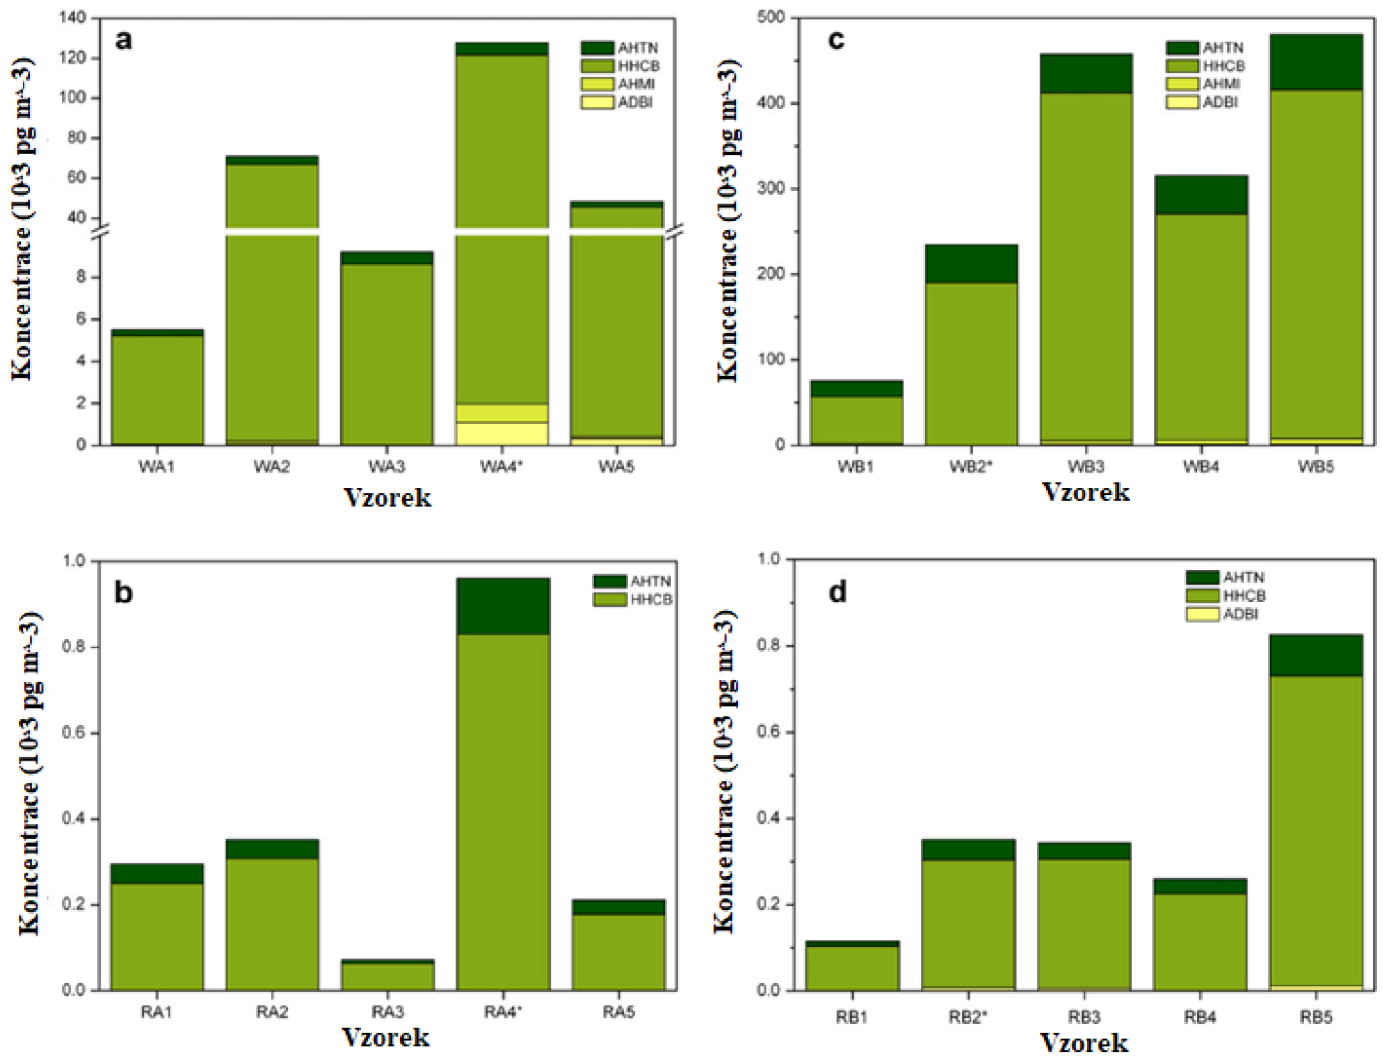 a
AHTN
HHCB
AHMI
ADBI
Koncentrace (10^3 pg m^-3)
140
120
100
80
60
40
8
6
4
2
0
WA1 WA2 WA3 WA4* WA5
Vzorek
c
AHTN
HHCB
AHMI
ADBI
Koncentrace (10^3 pg m^-3)
500
400
300
200
100
0
WB1 WB2* WB3 WB4 WB5
Vzorek
b
AHTN
HHCB
Koncentrace (10^3 pg m^-3)
1.0
0.8
0.6
0.4
0.2
0.0
RA1 RA2 RA3 RA4* RA5
Vzorek
d
AHTN
HHCB
ADBI
Koncentrace (10^3 pg m^-3)
1.0
0.8
0.6
0.4
0.2
0.0
RB1 RB2* RB3 RB4 RB5
Vzorek